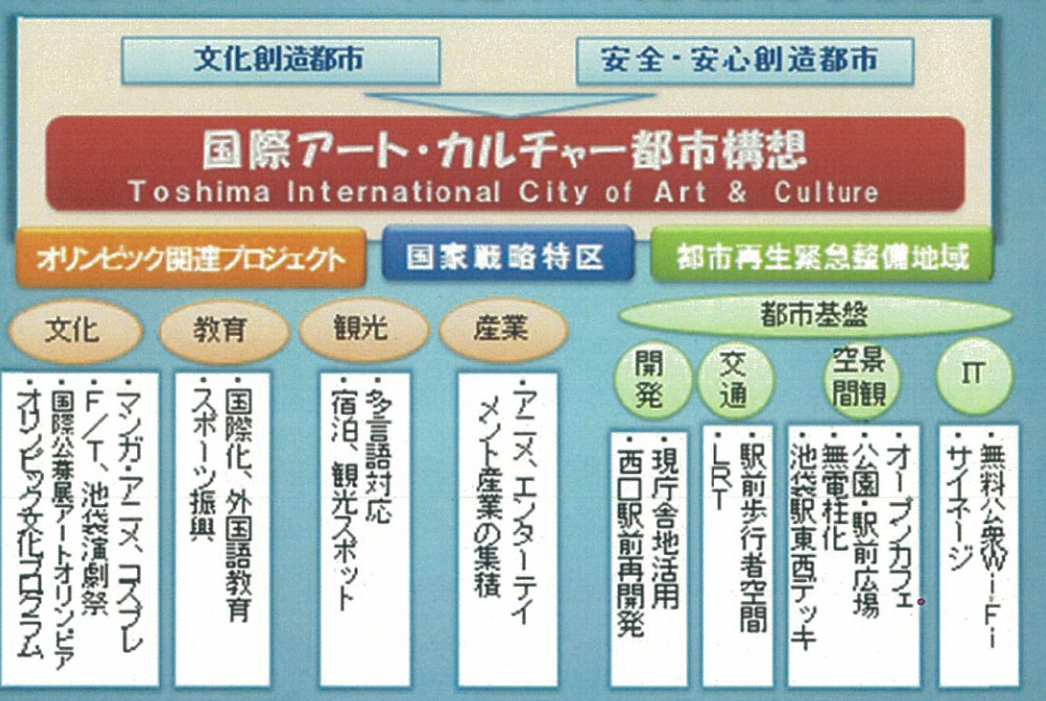 文化創造都市
安全・安心創造都市
国際アート・カルチャー都市構想
Toshima International City of Art & Culture
オリンピック関連プロジェクト
国家戦略特区
都市再生緊急整備地域
文化
・マンガ・アニメ、コスプレ
・F/T、池袋演劇祭
・国際公募展アートオリンピア
・オリンピック文化プログラム
教育
・国際化、外国語教育
・スポーツ振興
観光
・多言語対応
・宿泊、観光スポット
産業
・アニメ、エンターテイ
メント産業の集積
都市基盤
開発
・現庁舎地活用
・西口駅前再開発
交通
・駅前歩行者空間
・LRT
景観
空間
・オープンカフェ
・公園・駅前広場
・無電柱化
・池袋駅東西デッキ
IT
・無料公衆Wi-Fi
・サイネージ